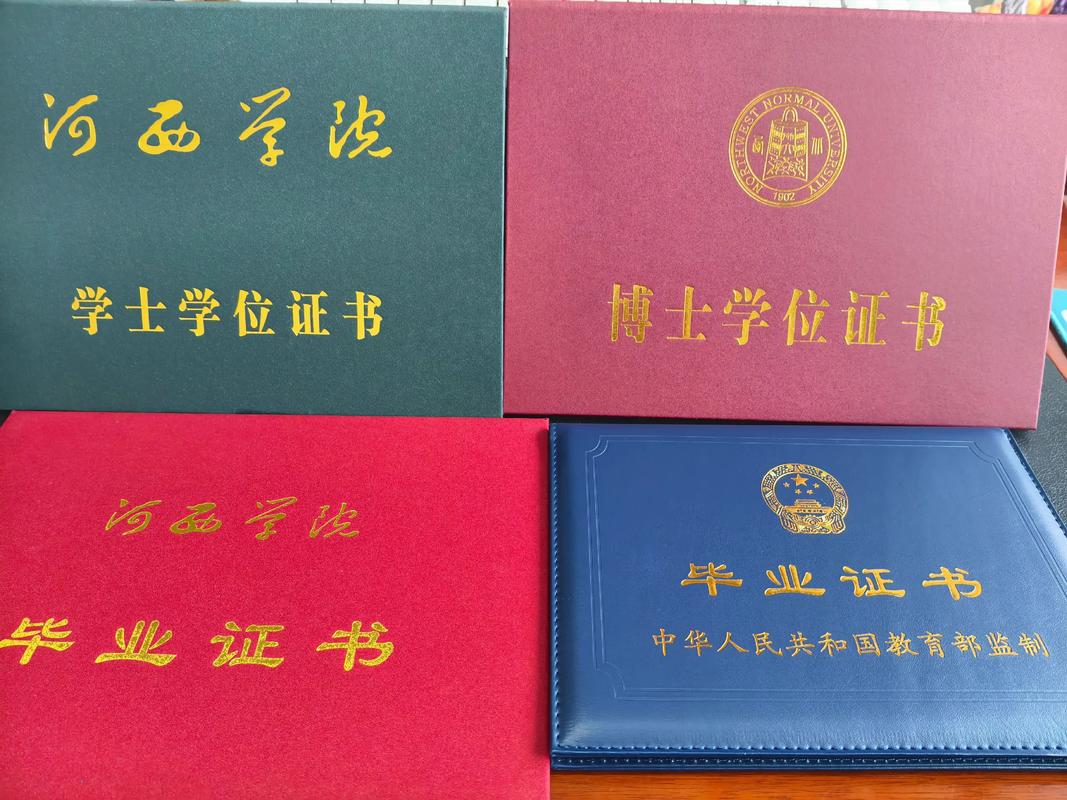 河西学院
学士学位证书
NORTHWEST NORMAL UNIVERSITY
1902
博士学位证书
河西学院
毕业证书
毕业证书
中华人民共和国教育部监制